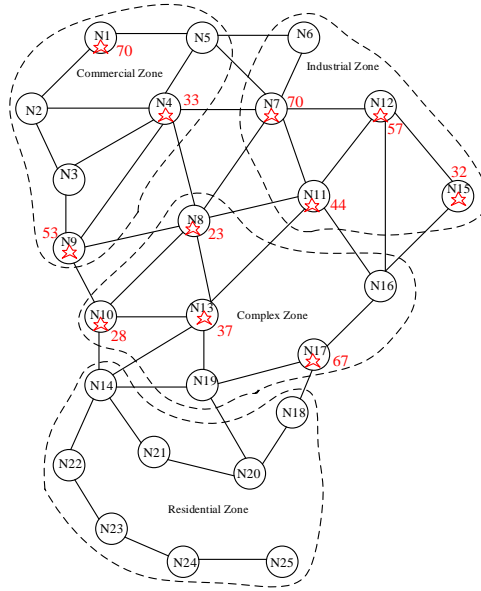 N1
N5
N6
70
Commercial Zone
Industrial Zone
N2
N4
33
N7
70
N12
57
N3
32
N15
N11
44
N8
23
53
N9
N16
N10
28
N13
37
Complex Zone
N17
67
N14
N19
N18
N21
N20
N22
Residential Zone
N23
N24
N25